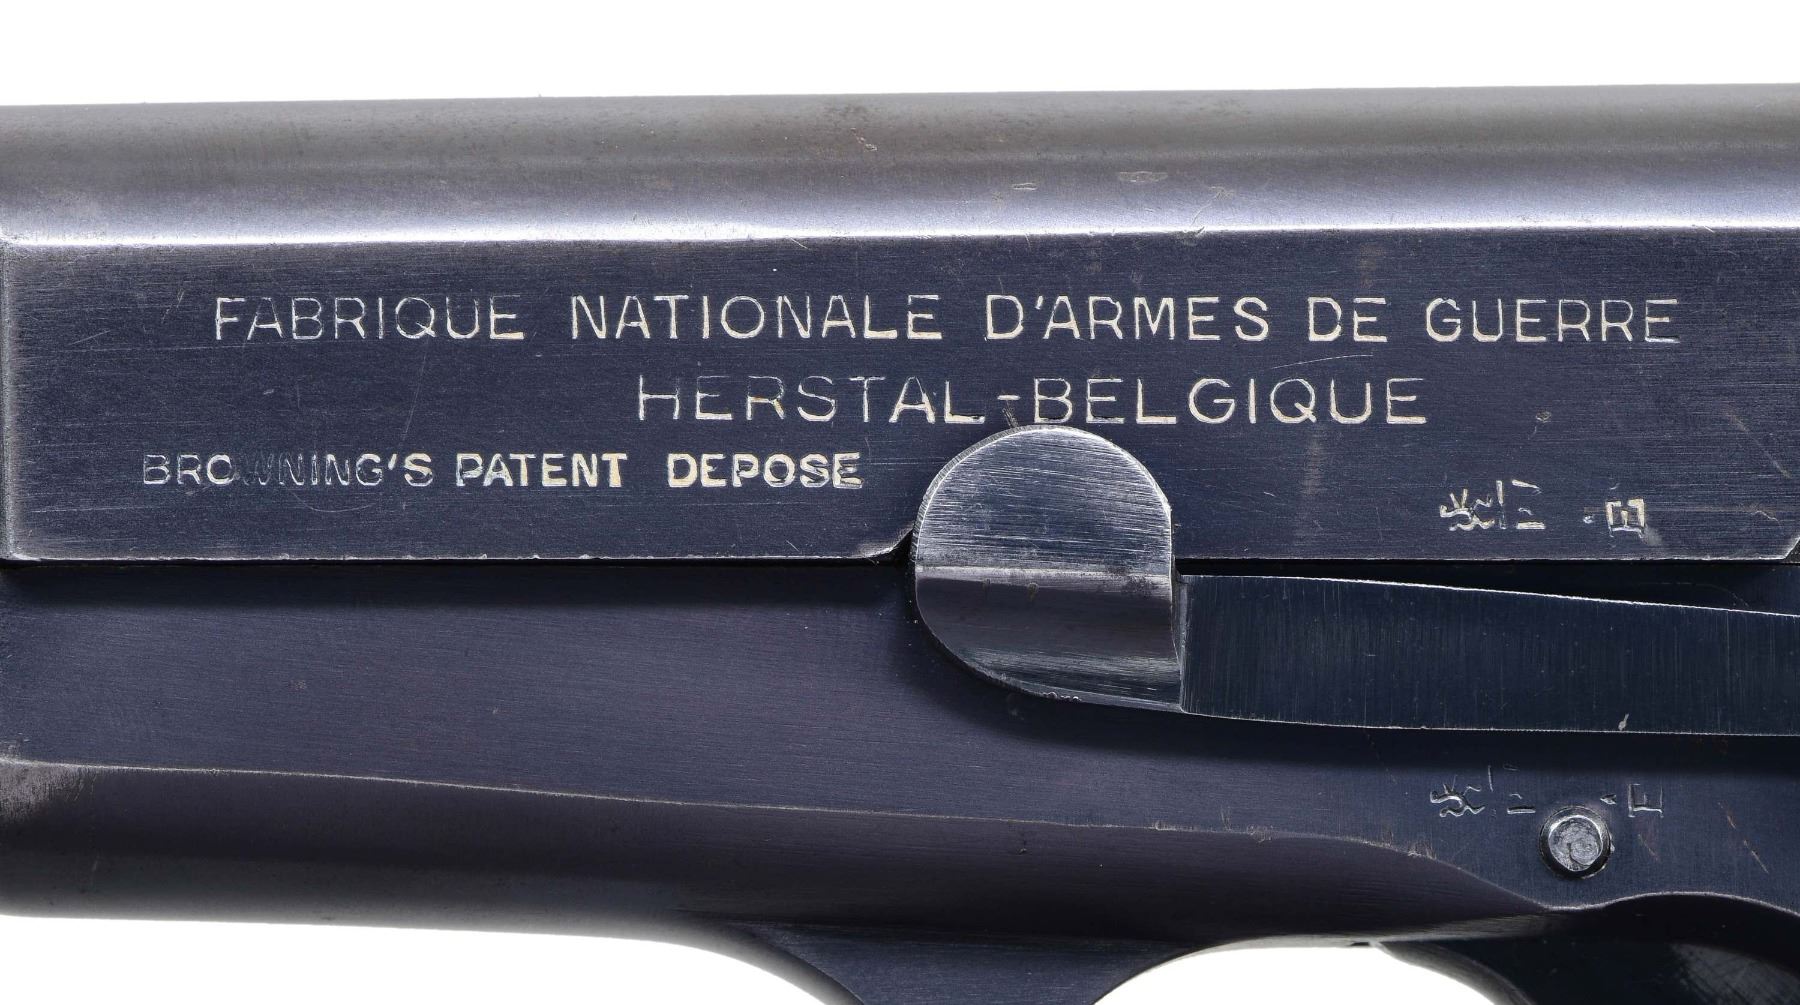 FABRIQUE NATIONALE D'ARMES DE GUERRE
HERSTAL-BELGIQUE
BROWNING'S PATENT DEPOSE